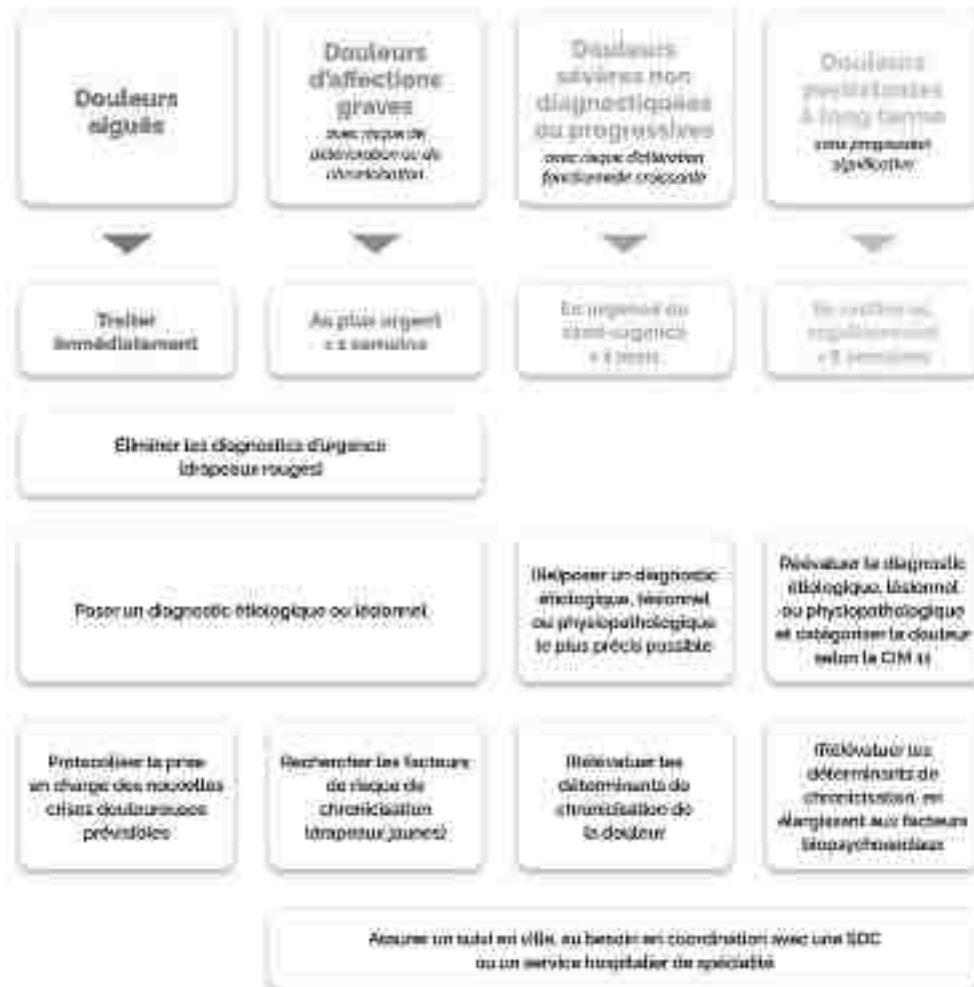 Douleurs
aiguës
Douleurs
d'affections
graves
avec risque de
détérioration ou de
chronicisation
Douleurs
sévères non
diagnostiquées
ou progressives
avec risque d'altération
fonctionnelle croissante
Douleurs
persistantes
à long terme
sans progression
significative
Traiter
immédiatement
Au plus urgent
semaine
En urgence ou
semi-urgence
mois
En routine ou
régulièrement
semaines
Éliminer les diagnostics d'urgence
(drapeaux rouges)
Poser un diagnostic étiologique ou lésionnel
(Re)poser un diagnostic
étiologique, lésionnel
ou physiopathologique
le plus précis possible
Réévaluer le diagnostic
étiologique, lésionnel
ou physiopathologique
et catégoriser la douleur
selon la CIM 11
Protocoliser la prise
en charge des nouvelles
crises douloureuses
prévisibles
Rechercher les facteurs
de risque de
chronicisation
(drapeaux jaunes)
(Ré)évaluer les
déterminants de
chronicisation de
la douleur
(Ré)évaluer les
déterminants de
chronicisation, en
élargissant aux facteurs
biopsychosociaux
Assurer un suivi en ville, au besoin en coordination avec une SDC
ou un service hospitalier de spécialité